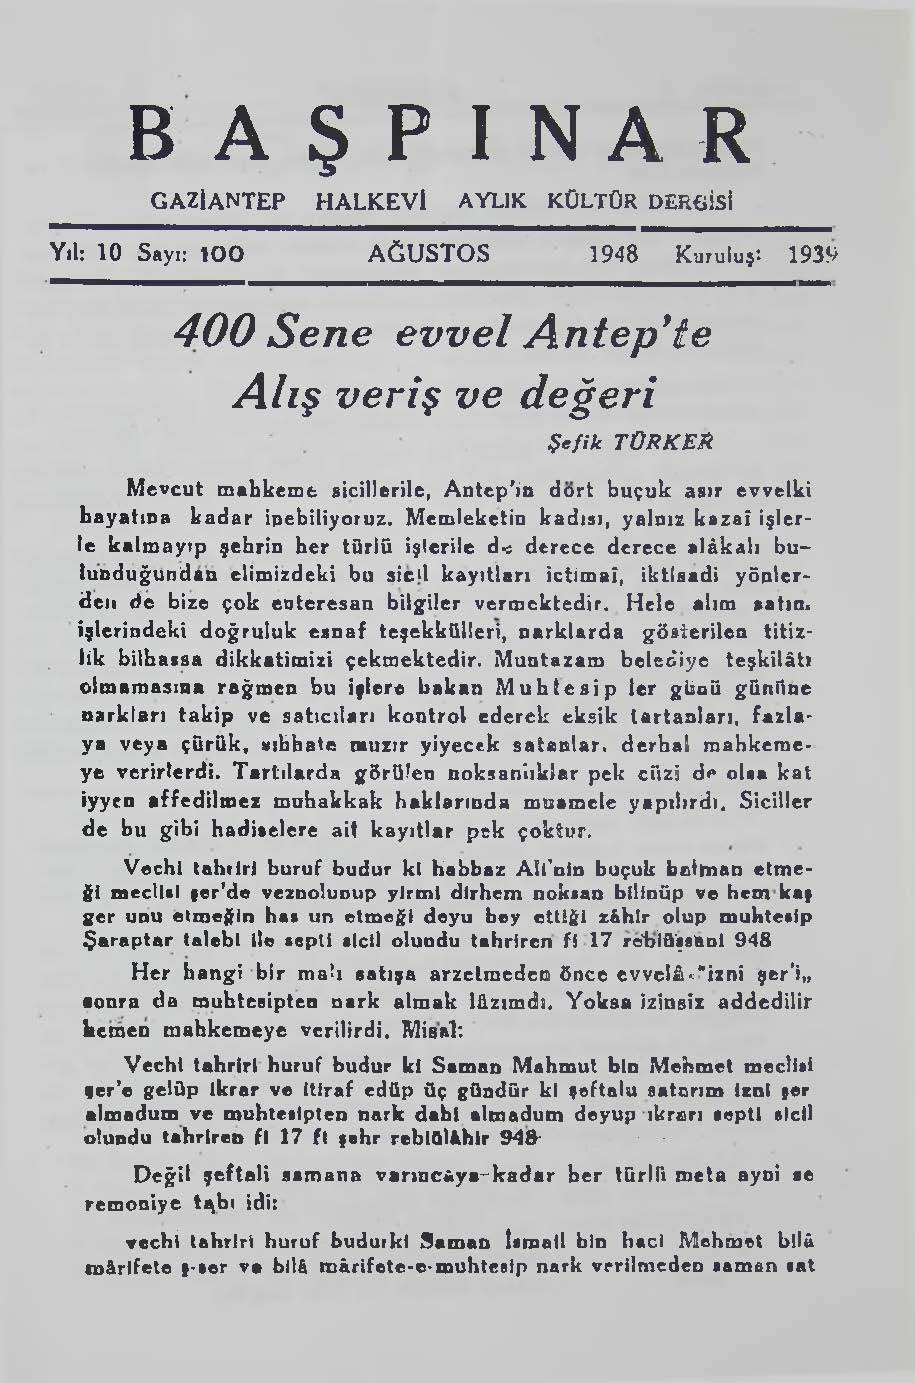 BAŞPINAR
GAZİANTEP HALKEVİ AYLIK KÜLTÜR DERGİSİ
Yıl: 10 Sayı: 100 AĞUSTOS 1948 Kuruluş: 1939
400 Sene evvel Antep'te
Alış veriş ve değeri
Şefik TÜRKER
Mevcut mahkeme sicillerile, Antep'in dört buçuk asır evvelki
hayatına kadar inebiliyoruz. Memleketin kadısı, yalnız kazaî işler-
le kalmayıp şehrin her türlü işlerile de derece derece alâkalı bu-
lunduğundan elimizdeki bu sicil kayıtları ictimaî, iktisadi yönler-
den de bize çok enteresan bilgiler vermektedir. Hele alım satım
işlerindeki doğruluk esnaf teşekkülleri, narklarda gösterilen titiz-
lik bilhassa dikkatimizi çekmektedir. Muntazam belediye teşkilâtı
olmamasına rağmen bu işlere bakan Muhtesip ler günü gününe
narkları takip ve satıcıları kontrol ederek eksik tartanları, fazla-
ya veya çürük, sıhhate muzır yiyecek satanlar. derhal mahkeme-
ye verirlerdi. Tartılarda görülen noksanlıklar pek cüzi de olsa kat
iyyen affedilmez muhakkak haklarında muamele yapılırdı. Siciller
de bu gibi hadiselere ait kayıtlar pek çoktur.
Vechi tahriri huruf budur ki habbaz Ali'nin buçuk batman etme-
ği meclisi şer'de veznolunup yirmi dirhem noksan bilinüp ve hem kaş
ger unu etmeğin has un etmeği deyu bey ettiği zâhir olup muhtesip
Şaraptar talebi ile septi sicil olundu tahriren fi 17 rebiüssani 948
Her hangi bir malı satışa arzetmeden önce evvelâ "izni şer'i„
sonra da muhtesipten nark almak lâzımdı. Yoksa izinsiz addedilir
hemen mahkemeye verilirdi. Misal:
Vechi tahriri huruf budur ki Saman Mahmut bin Mehmet meclisi
şer'e gelüp ikrar ve itiraf edüp üç gündür ki şeftalu satarım izni şer
almadum ve muhtesipten nark dahi almadum deyup ikrarı septi sicil
olundu tahriren fi 17 fi şehr rebiülâhir 948
Değil şeftali samana varıncaya kadar her türlü meta ayni se
remoniye tabı idi:
vechi tahriri huruf budurki Saman İsmail bin haci Mehmet bilâ
mârifete ş-şer ve bilâ mârifete-e-muhtesip nark verilmeden saman sat